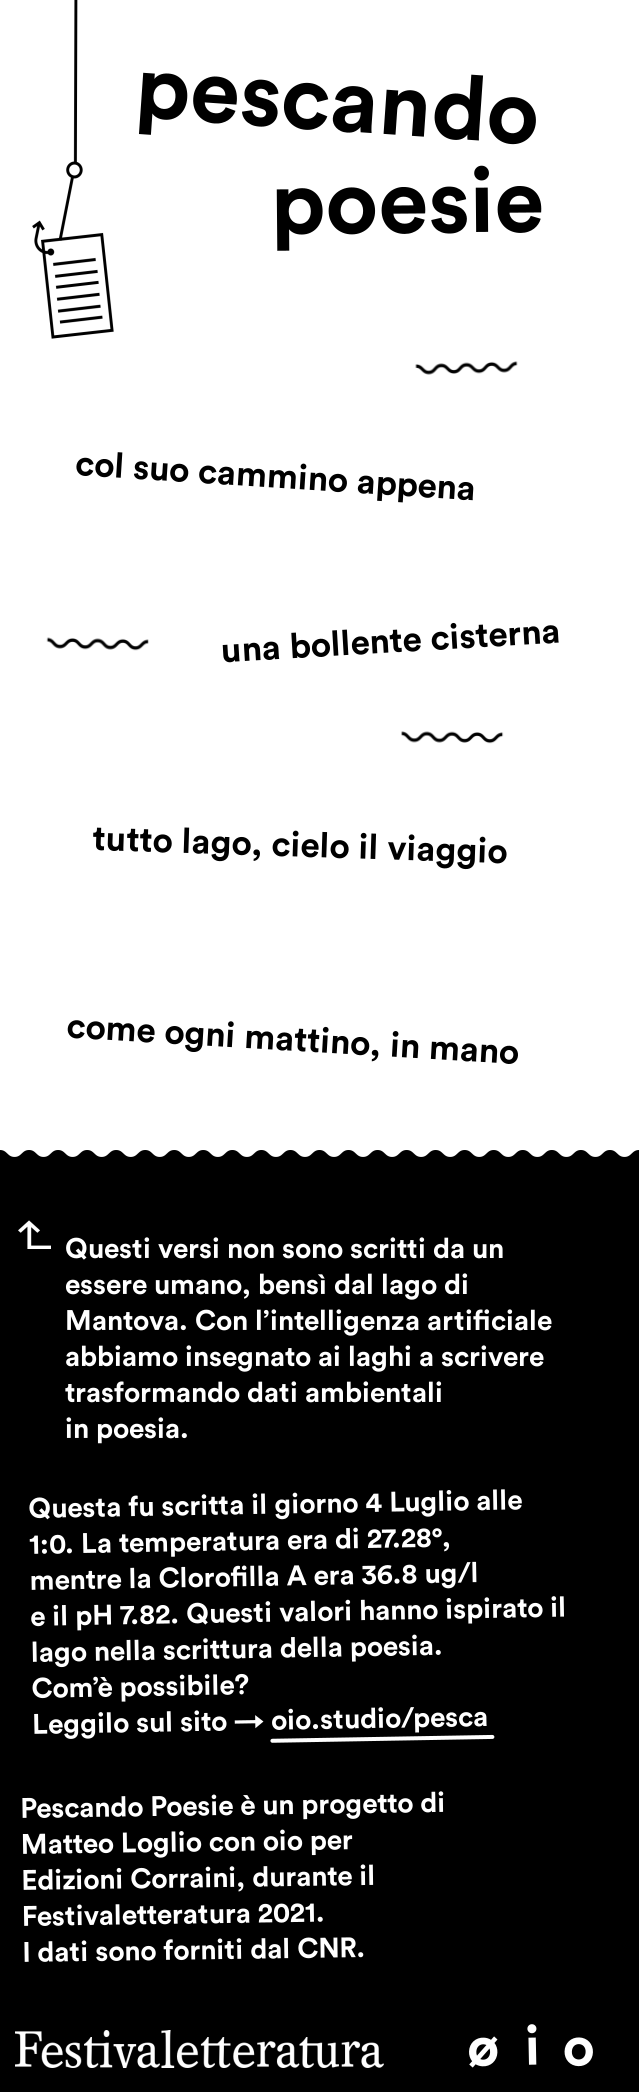 pescando
poesie
col suo cammino appena
una bollente cisterna
tutto lago, cielo il viaggio
come ogni mattino, in mano
Questi versi non sono scritti da un
essere umano, bensì dal lago di
Mantova. Con l’intelligenza artificiale
abbiamo insegnato ai laghi a scrivere
trasformando dati ambientali
in poesia.
Questa fu scritta il giorno 4 Luglio alle
1:0. La temperatura era di 27.28°,
mentre la Clorofilla A era 36.8 ug/l
e il pH 7.82. Questi valori hanno ispirato il
lago nella scrittura della poesia.
Com’è possibile?
Leggilo sul sito → oio.studio/pesca
Pescando Poesie è un progetto di
Matteo Loglio con oio per
Edizioni Corraini, durante il
Festivaletteratura 2021.
I dati sono forniti dal CNR.
Festivaletteratura ø i o